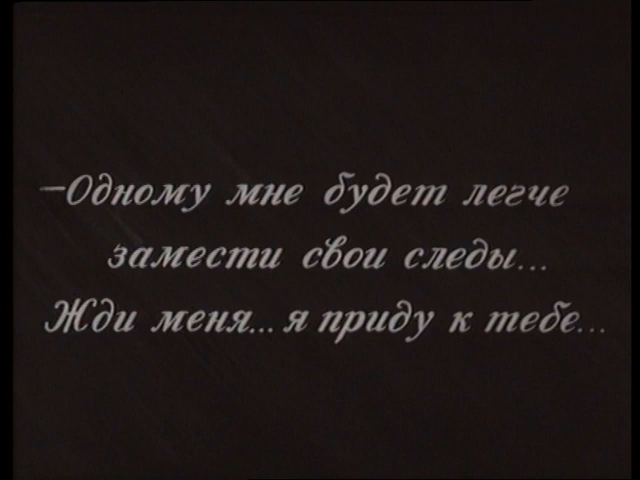 —Одному мне будет легче
замести свои следы...
Жди меня... я приду к тебе...